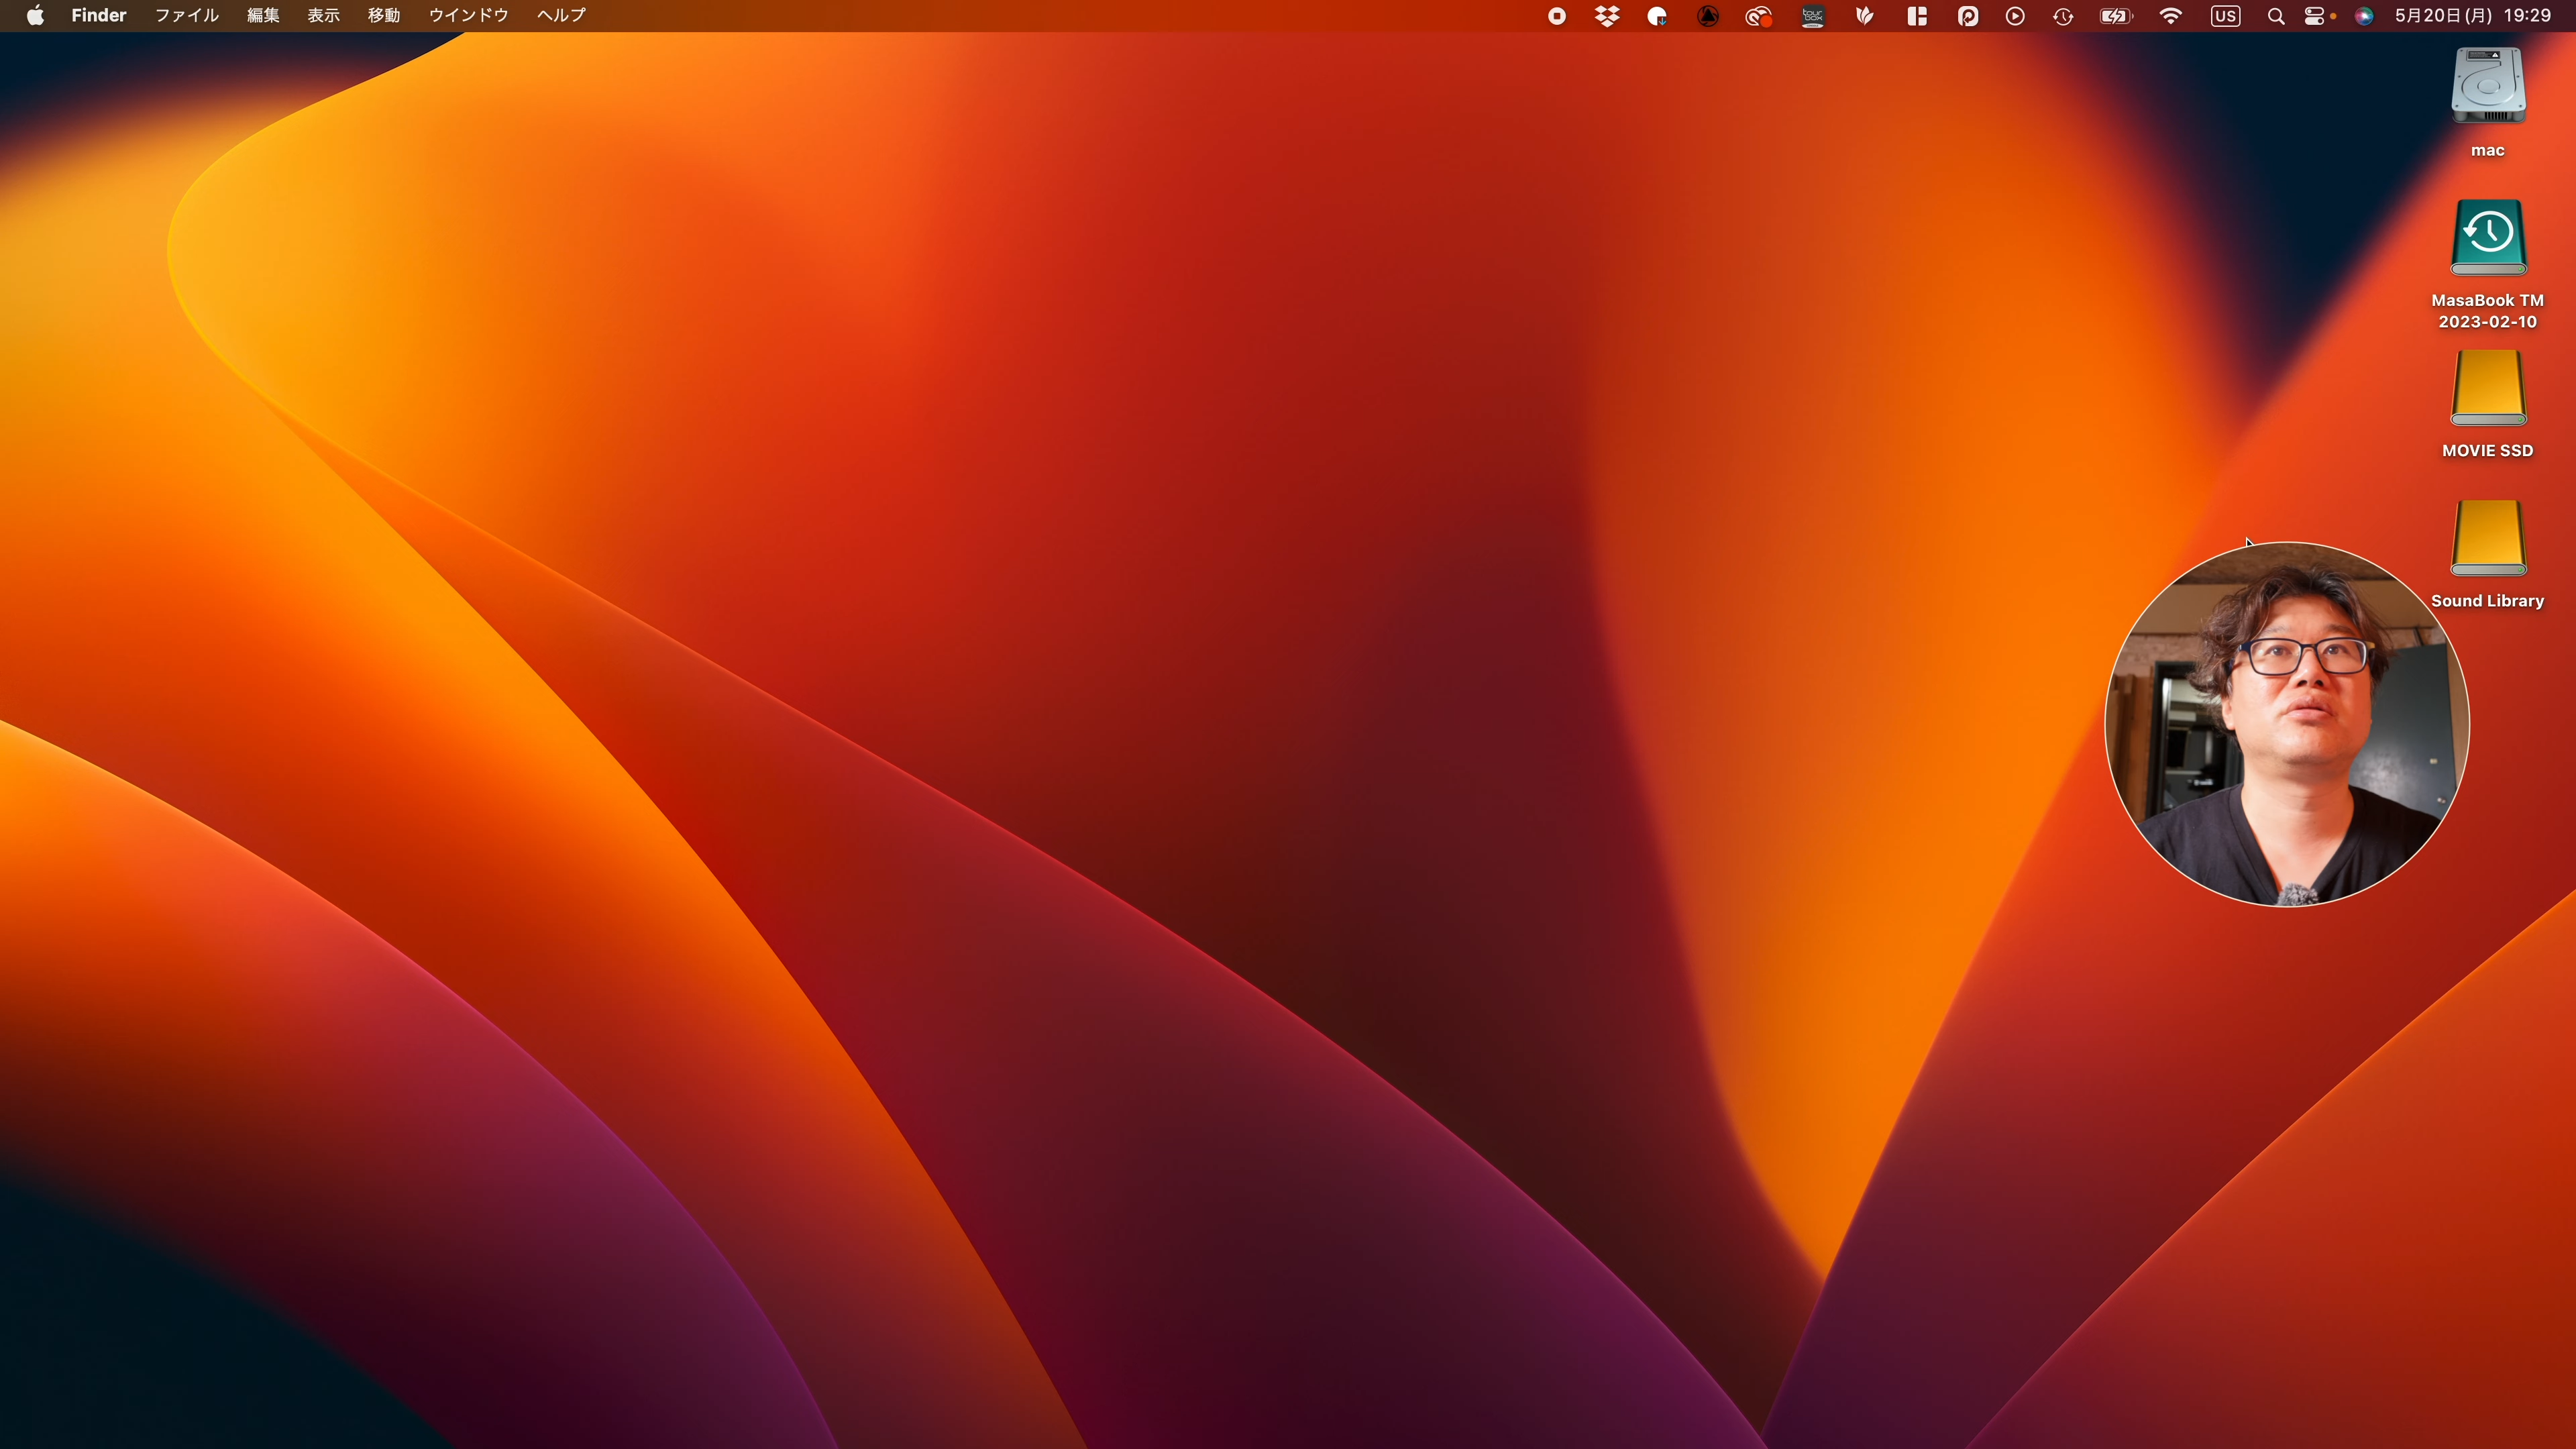 Finder ファイル 編集 表示 移動 ウインドウ ヘルプ
tour box US 5月20日(月) 19:29
mac
MasaBook TM
2023-02-10
MOVIE SSD
Sound Library